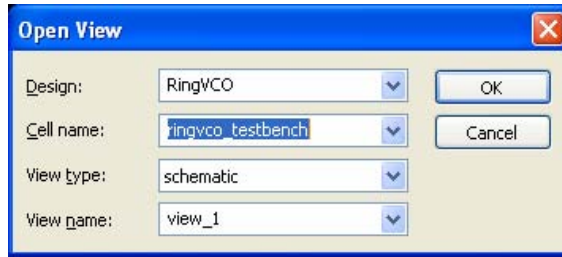 Open View
Design: RingVCO OK
Cell name: ringvco_testbench Cancel
View type: schematic
View name: view_1